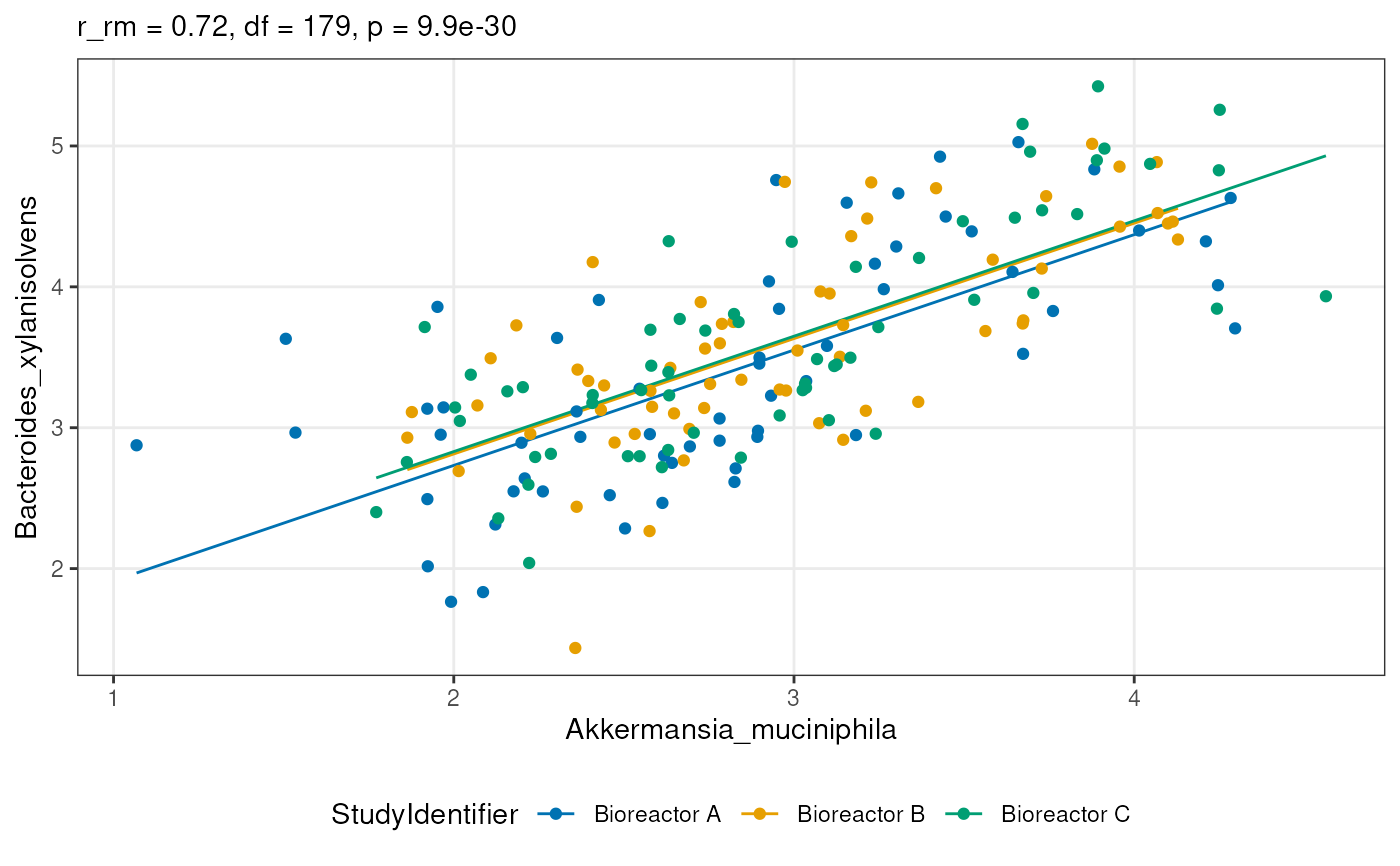 r_rm = 0.72, df = 179, p = 9.9e-30
5
4
3
2
Bacteroides_xylanisolvens
1 2 3 4
Akkermansia_muciniphila
StudyIdentifier Bioreactor A Bioreactor B Bioreactor C